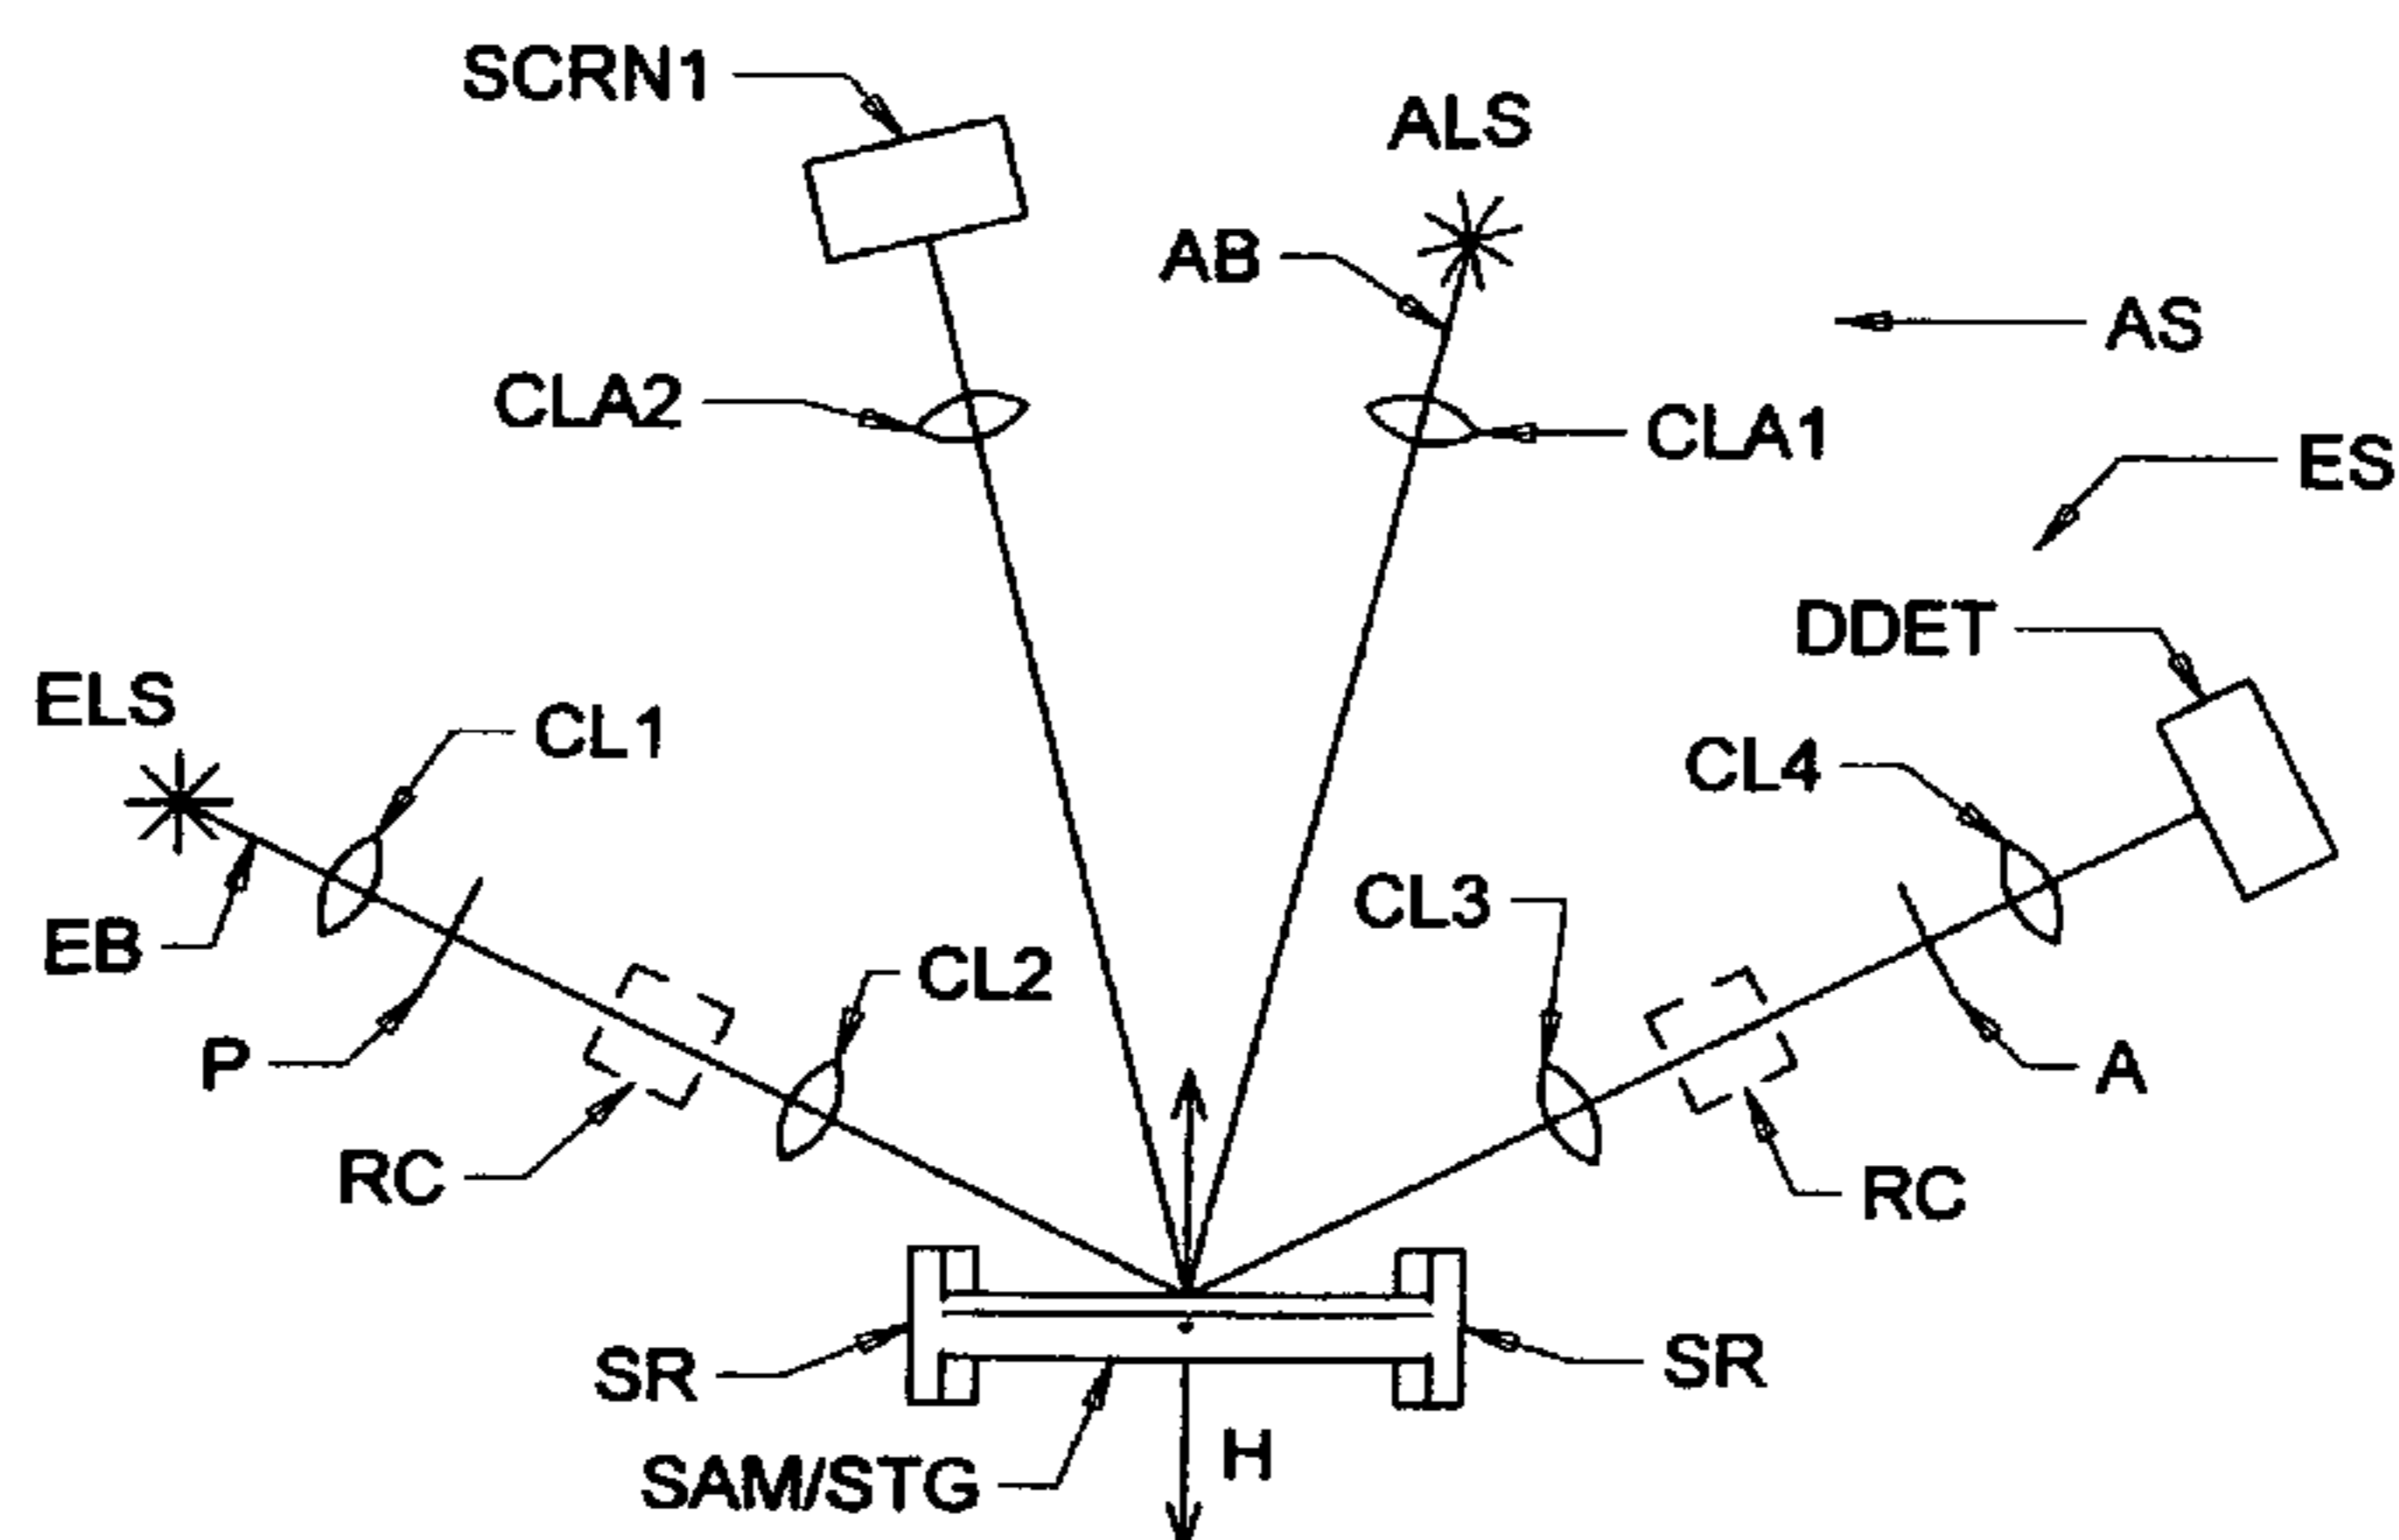 SCRN1
ALS
AB
AS
CLA2
CLA1
ES
DDET
ELS
CL1
CL4
CL3
EB
CL2
P
A
RC
RC
SR
SR
H
SAM/STG